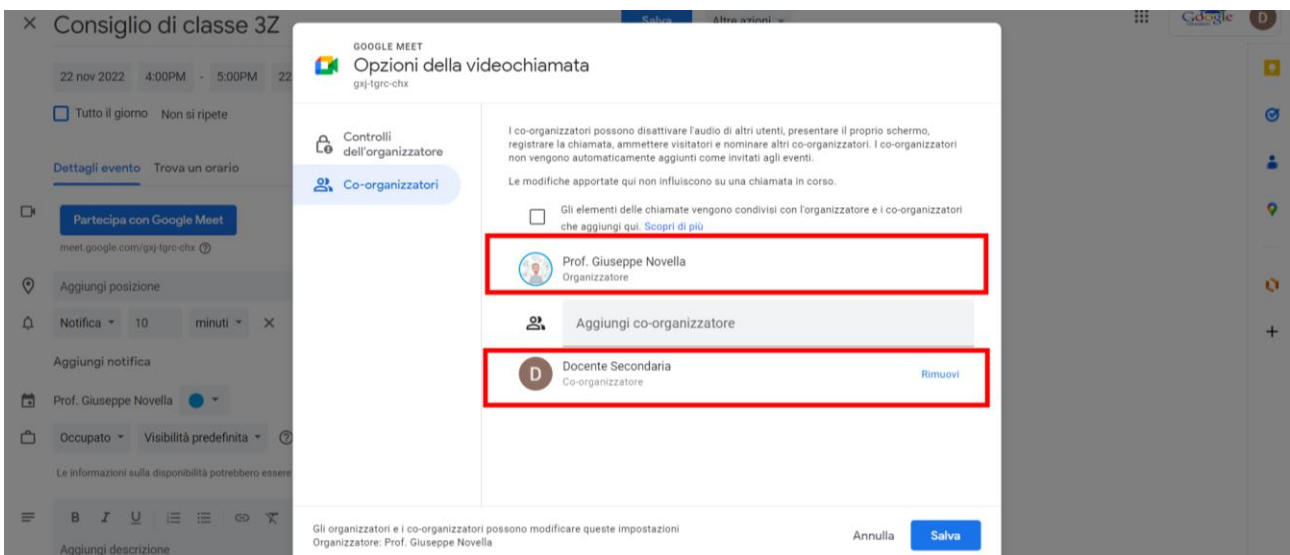 Consiglio di classe 3Z
Salva
Altre azioni
Google
D
22 nov 2022 4:00PM - 5:00PM 22
Tutto il giorno Non si ripete
Dettagli evento Trova un orario
Partecipa con Google Meet
meet.google.com/gxj-tgrc-chx
Aggiungi posizione
Notifica 10 minuti
Aggiungi notifica
Prof. Giuseppe Novella
Occupato Visibilità predefinita
Le informazioni sulla disponibilità potrebbero essere
B I U
Aggiungi descrizione
GOOGLE MEET
Opzioni della videochiamata
gxj-tgrc-chx
Controlli
dell'organizzatore
Co-organizzatori
I co-organizzatori possono disattivare l'audio di altri utenti, presentare il proprio schermo,
registrare la chiamata, ammettere visitatori e nominare altri co-organizzatori. I co-organizzatori
non vengono automaticamente aggiunti come invitati agli eventi.
Le modifiche apportate qui non influiscono su una chiamata in corso.
Gli elementi delle chiamate vengono condivisi con l'organizzatore e i co-organizzatori
che aggiungi qui. Scopri di più
Prof. Giuseppe Novella
Organizzatore
Aggiungi co-organizzatore
D
Docente Secondaria
Co-organizzatore
Rimuovi
Gli organizzatori e i co-organizzatori possono modificare queste impostazioni
Organizzatore: Prof. Giuseppe Novella
Annulla
Salva